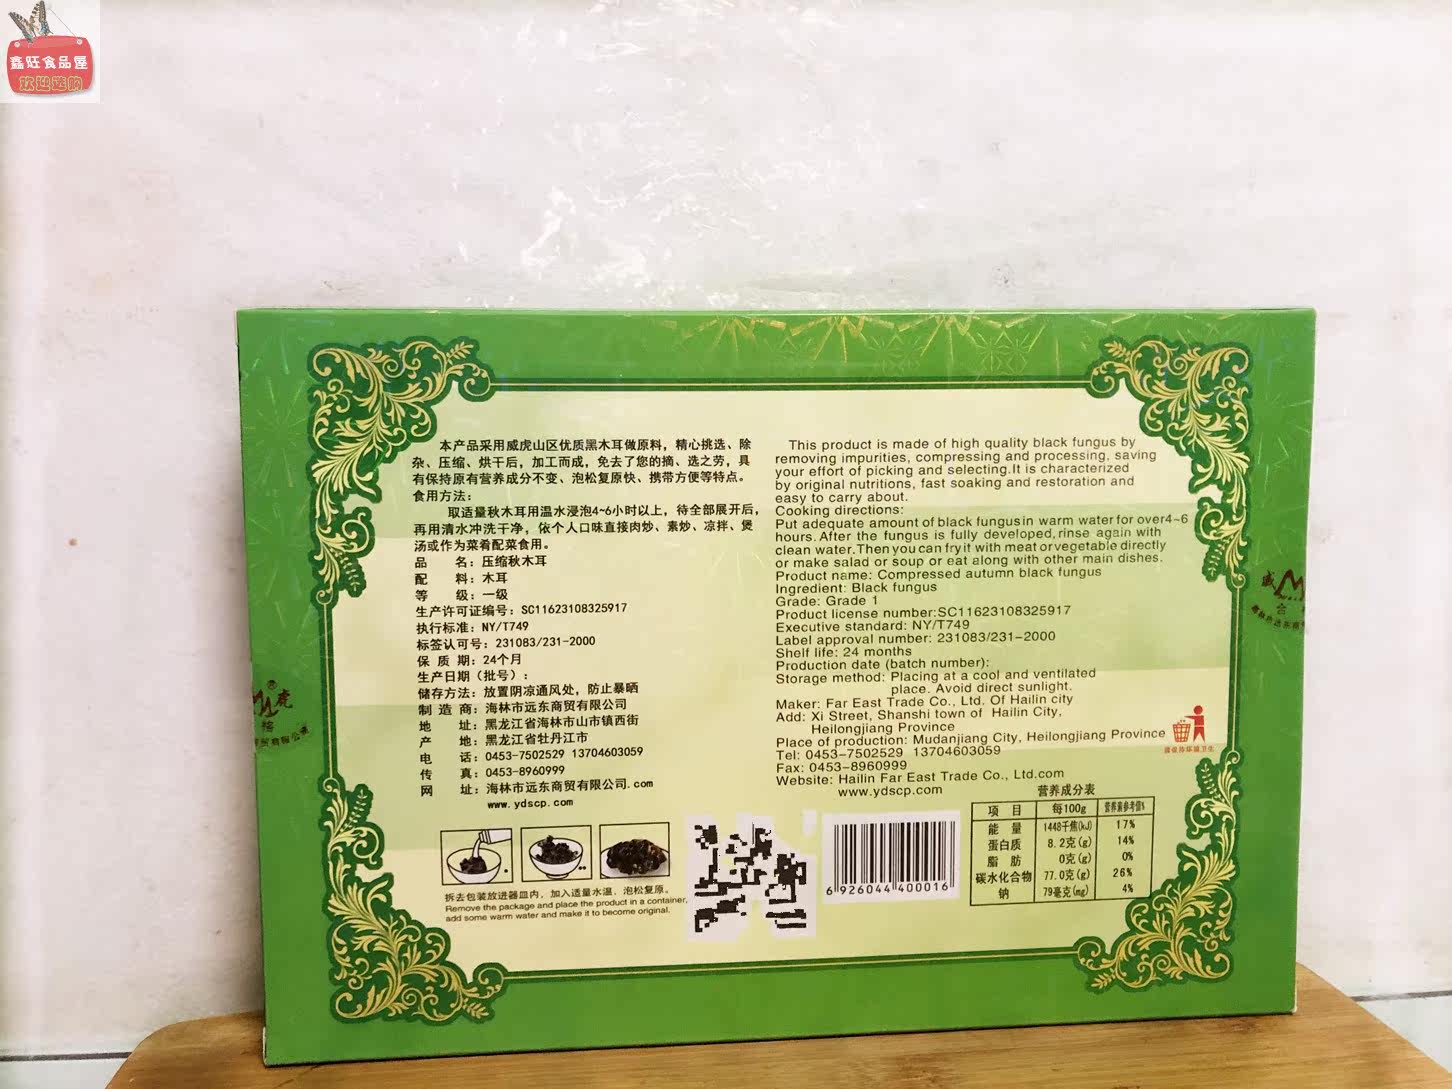 鑫旺食品屋
欢迎选购
本产品采用威虎山区优质黑木耳做原料，精心挑选、除
杂、压缩、烘干后，加工而成，免去了您的摘、选之劳，具
有保持原有营养成分不变、泡松复原快、携带方便等特点。
食用方法：
取适量秋木耳用温水浸泡4~6小时以上，待全部展开后，
再用清水冲洗干净，依个人口味直接肉炒、素炒、凉拌、煲
汤或作为菜肴配菜食用。
品 名：压缩秋木耳
配 料：木耳
等 级：一级
生产许可证编号：SC11623108325917
执行标准：NY/T749
标签认可号：231083/231-2000
保 质 期：24个月
生产日期（批号）：
储存方法：放置阴凉通风处，防止暴晒
制 造 商：海林市远东商贸有限公司
地 址：黑龙江省海林市山市镇西街
产 地：黑龙江省牡丹江市
电 话：0453-7502529 13704603059
传 真：0453-8960999
网 址：海林市远东商贸有限公司.com
www.ydscp.com
This product is made of high quality black fungus by
removing impurities, compressing and processing, saving
your effort of picking and selecting.It is characterized
by original nutritions, fast soaking and restoration and
easy to carry about.
Cooking directions:
Put adequate amount of black fungus in warm water for over4~6
hours. After the fungus is fully developed,rinse again with
clean water.Then you can fry it with meat or vegetable directly
or make salad or soup or eat along with other main dishes.
Product name: Compressed autumn black fungus
Ingredient: Black fungus
Grade: Grade 1
Product license number:SC11623108325917
Executive standard: NY/T749
Label approval number: 231083/231-2000
Shelf life: 24 months
Production date (batch number):
Storage method: Placing at a cool and ventilated
place. Avoid direct sunlight.
Maker: Far East Trade Co., Ltd. Of Hailin city
Add: Xi Street, Shanshi town of Hailin City,
Heilongjiang Province
Place of production: Mudanjiang City, Heilongjiang Province
Tel: 0453-7502529 13704603059
Fax: 0453-8960999
Website: Hailin Far East Trade Co., Ltd.com
www.ydscp.com
拆去包装放进器皿内，加入适量水温，泡松复原。
Remove the package and place the product in a container,
add some warm water and make it to become original.
6 926044 400016
营养成分表
项 目 每100g 营养素参考值%
能 量 1448千焦(kJ) 17%
蛋白质 8.2克(g) 14%
脂 肪 0克(g) 0%
碳水化合物 77.0克(g) 26%
钠 79毫克(mg) 4%
请保持环境卫生
虎
威